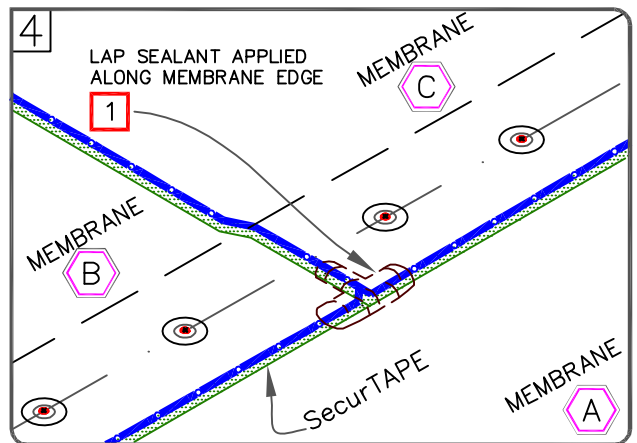 4
LAP SEALANT APPLIED
ALONG MEMBRANE EDGE
1
MEMBRANE
C
MEMBRANE
B
SecurTAPE
MEMBRANE
A